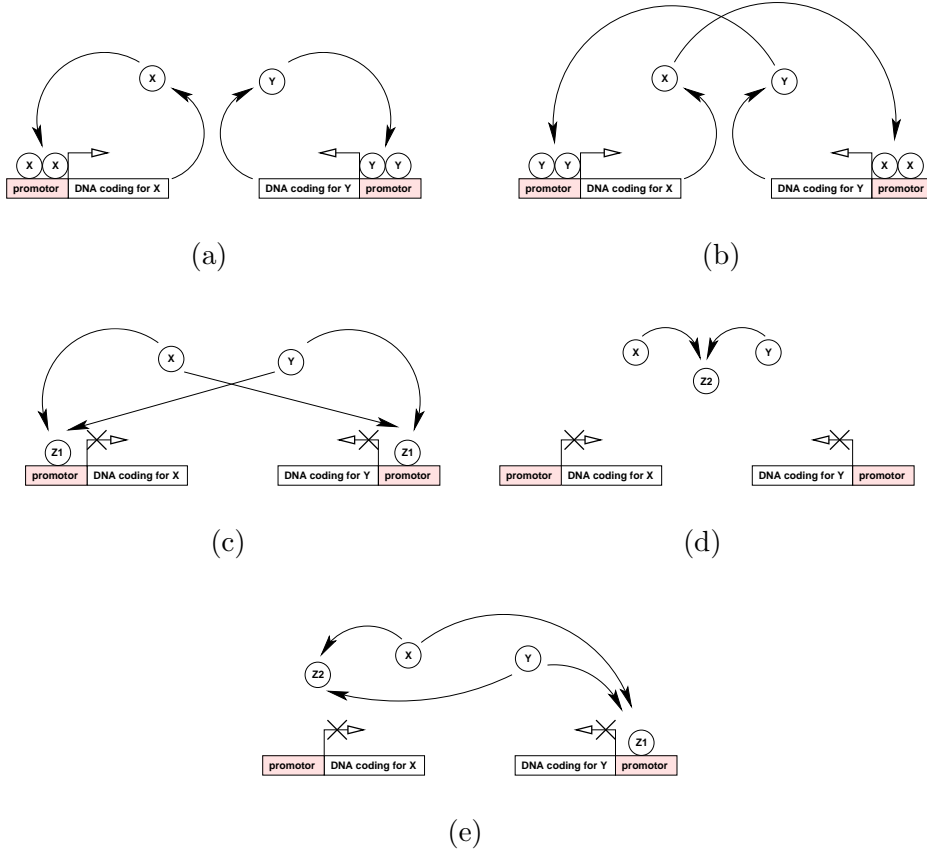 X Y
X X Y Y
promotor DNA coding for X DNA coding for Y promotor
(a)
X Y
Y Y X X
promotor DNA coding for X DNA coding for Y promotor
(b)
X Y
Z1 Z1
promotor DNA coding for X DNA coding for Y promotor
(c)
X Y
Z2
promotor DNA coding for X DNA coding for Y promotor
(d)
X Y
Z2
Z1
promotor DNA coding for X DNA coding for Y promotor
(e)